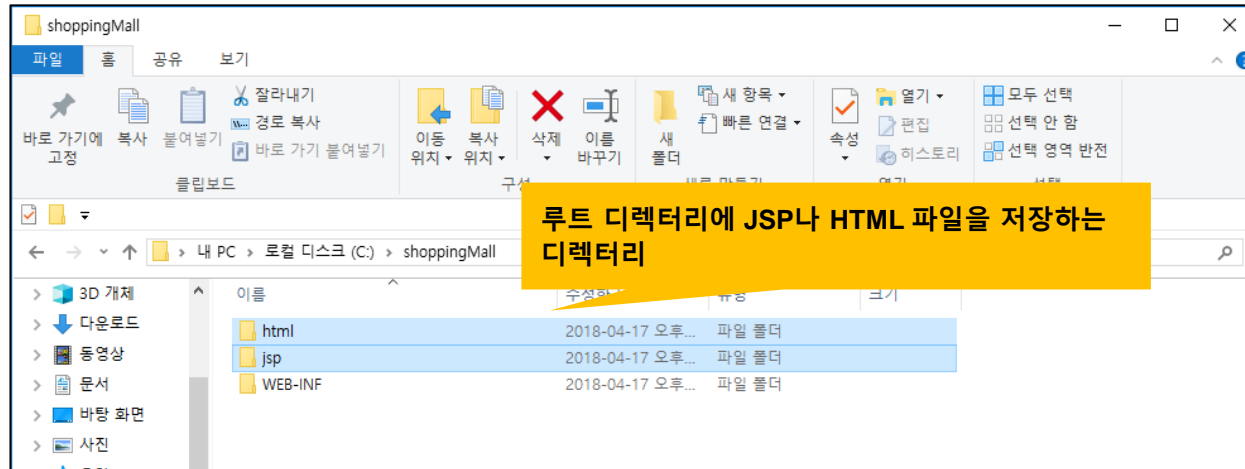 shoppingMall
파일 홈 공유 보기
잘라내기
경로 복사
바로 가기 붙여넣기
바로 가기에 고정
복사
붙여넣기
클립보드
이동 위치
복사 위치
삭제
이름 바꾸기
새 폴더
새 항목
빠른 연결
속성
열기
편집
히스토리
모두 선택
선택 안 함
선택 영역 반전
루트 디렉터리에 JSP나 HTML 파일을 저장하는
디렉터리
내 PC > 로컬 디스크 (C:) > shoppingMall
3D 개체
다운로드
동영상
문서
바탕 화면
사진
이름
html 2018-04-17 오후... 파일 폴더
jsp 2018-04-17 오후... 파일 폴더
WEB-INF 2018-04-17 오후... 파일 폴더